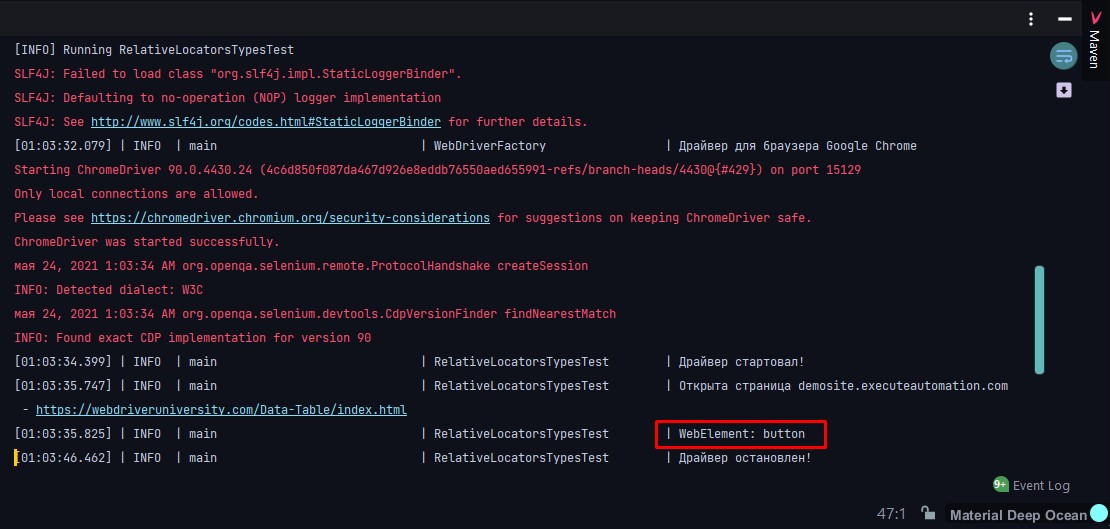 Maven
[INFO] Running RelativeLocatorsTypesTest
SLF4J: Failed to load class "org.slf4j.impl.StaticLoggerBinder".
SLF4J: Defaulting to no-operation (NOP) logger implementation
SLF4J: See http://www.slf4j.org/codes.html#StaticLoggerBinder for further details.
[01:03:32.079] | INFO | main | WebDriverFactory | Драйвер для браузера Google Chrome
Starting ChromeDriver 90.0.4430.24 (4c6d850f087da467d926e8eddb76550aed655991-refs/branch-heads/4430@{#429}) on port 15129
Only local connections are allowed.
Please see https://chromedriver.chromium.org/security-considerations for suggestions on keeping ChromeDriver safe.
ChromeDriver was started successfully.
мая 24, 2021 1:03:34 AM org.openqa.selenium.remote.ProtocolHandshake createSession
INFO: Detected dialect: W3C
мая 24, 2021 1:03:34 AM org.openqa.selenium.devtools.CdpVersionFinder findNearestMatch
INFO: Found exact CDP implementation for version 90
[01:03:34.399] | INFO | main | RelativeLocatorsTypesTest | Драйвер стартовал!
[01:03:35.747] | INFO | main | RelativeLocatorsTypesTest | Открыта страница demosite.executeautomation.com
- https://webdriveruniversity.com/Data-Table/index.html
[01:03:35.825] | INFO | main | RelativeLocatorsTypesTest | WebElement: button
[01:03:46.462] | INFO | main | RelativeLocatorsTypesTest | Драйвер остановлен!
9+ Event Log
47:1 Material Deep Ocean